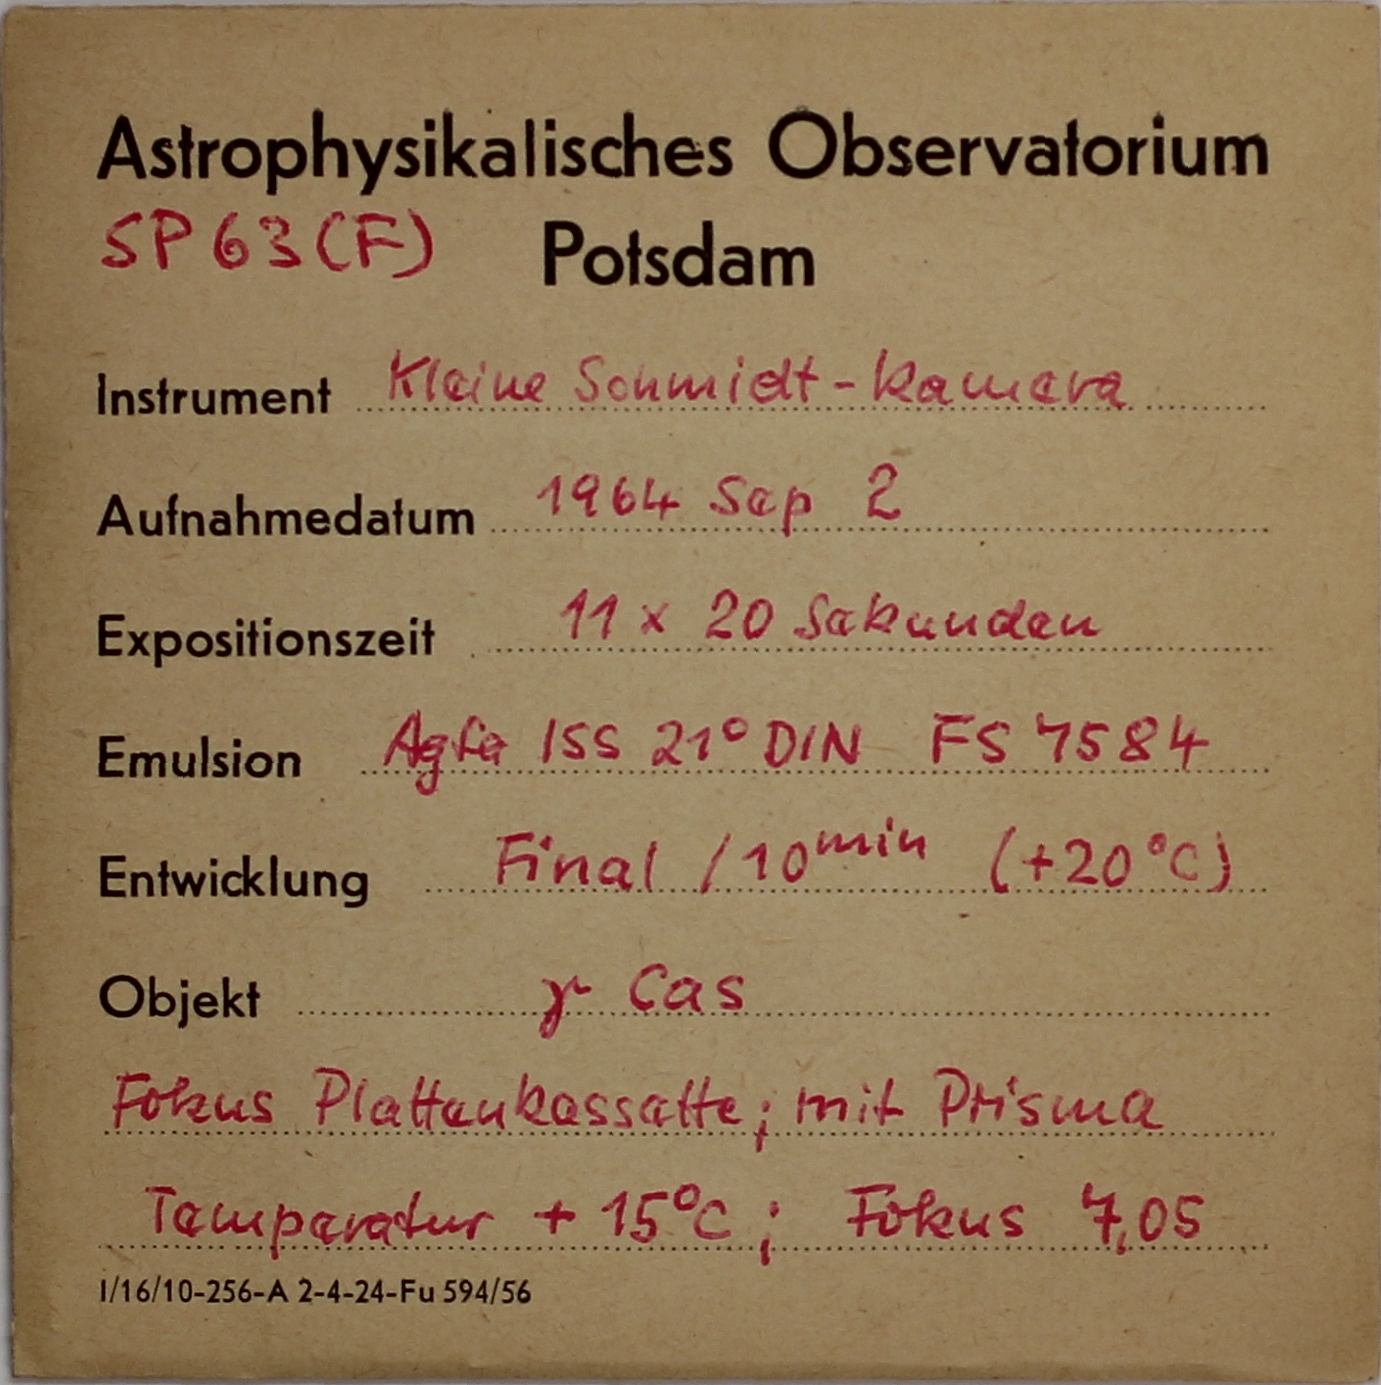 Astrophysikalisches Observatorium
SP 63 (F) Potsdam
Instrument Kleine Schmidt-Kamera
Aufnahmedatum 1964 Sep 2
Expositionszeit 11 x 20 Sekunden
Emulsion Agfa ISS 21° DIN FS 7584
Entwicklung Final / 10 min (+20°C)
Objekt γ Cas
Fokus Plattenkassette; mit Prisma
Temperatur + 15°C; Fokus 7,05
I/16/10-256-A 2-4-24-Fu 594/56